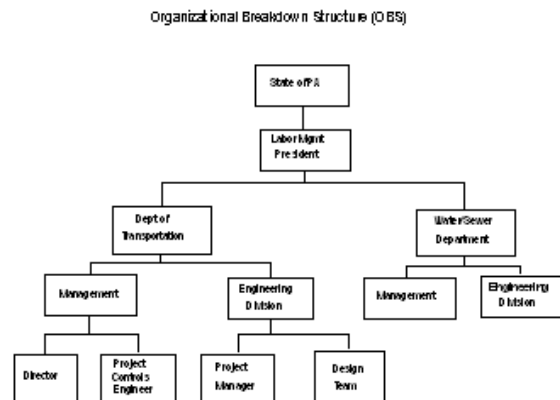 Organizational Breakdown Structure (OBS)
State of PA
Labor Mgmt
President
Dept of
Transportation
Water/Sewer
Department
Management
Engineering
Division
Management
Engineering
Division
Director
Project
Controls
Engineer
Project
Manager
Design
Team